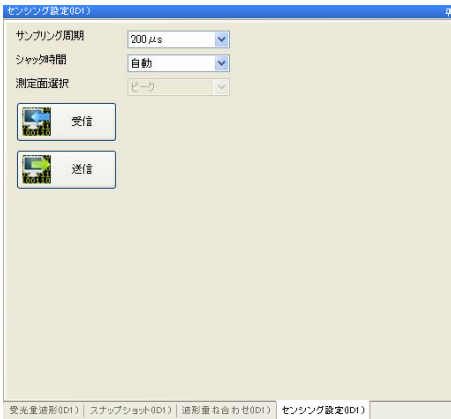 センシング設定(ID1)
サンプリング周期 200μs
シャッタ時間 自動
測定面選択 ピーク
受信
送信
受光量波形(ID1) スナップショット(ID1) 波形重ね合わせ(ID1) センシング設定(ID1)